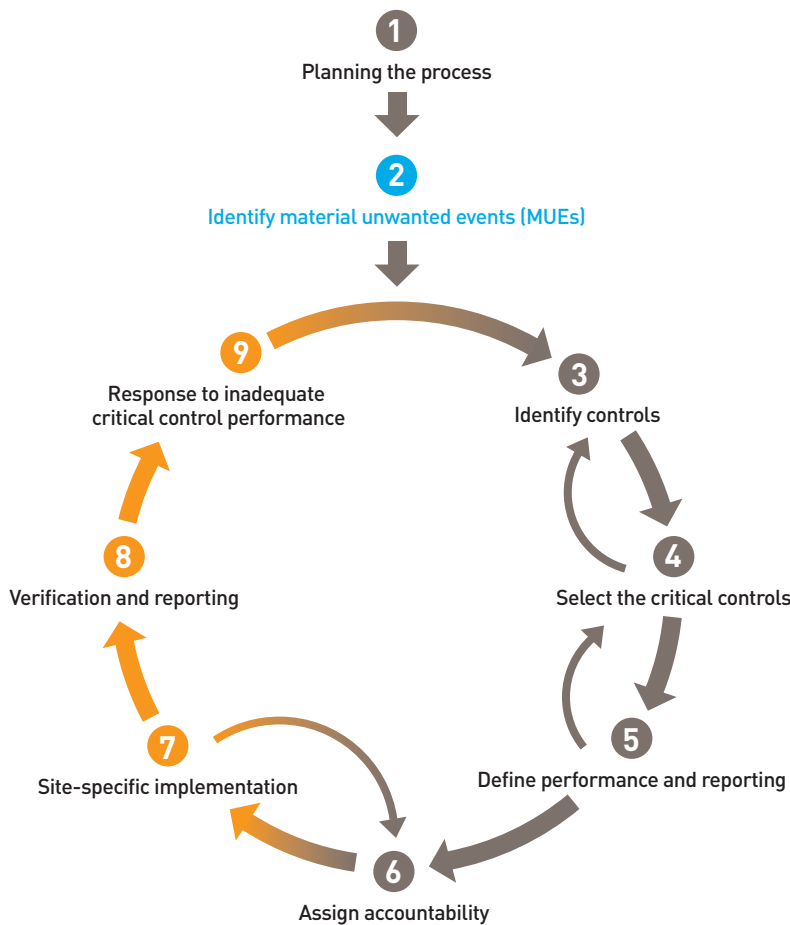 1
Planning the process
2
Identify material unwanted events (MUEs)
9
Response to inadequate
critical control performance
3
Identify controls
4
Select the critical controls
8
Verification and reporting
5
Define performance and reporting
7
Site-specific implementation
6
Assign accountability